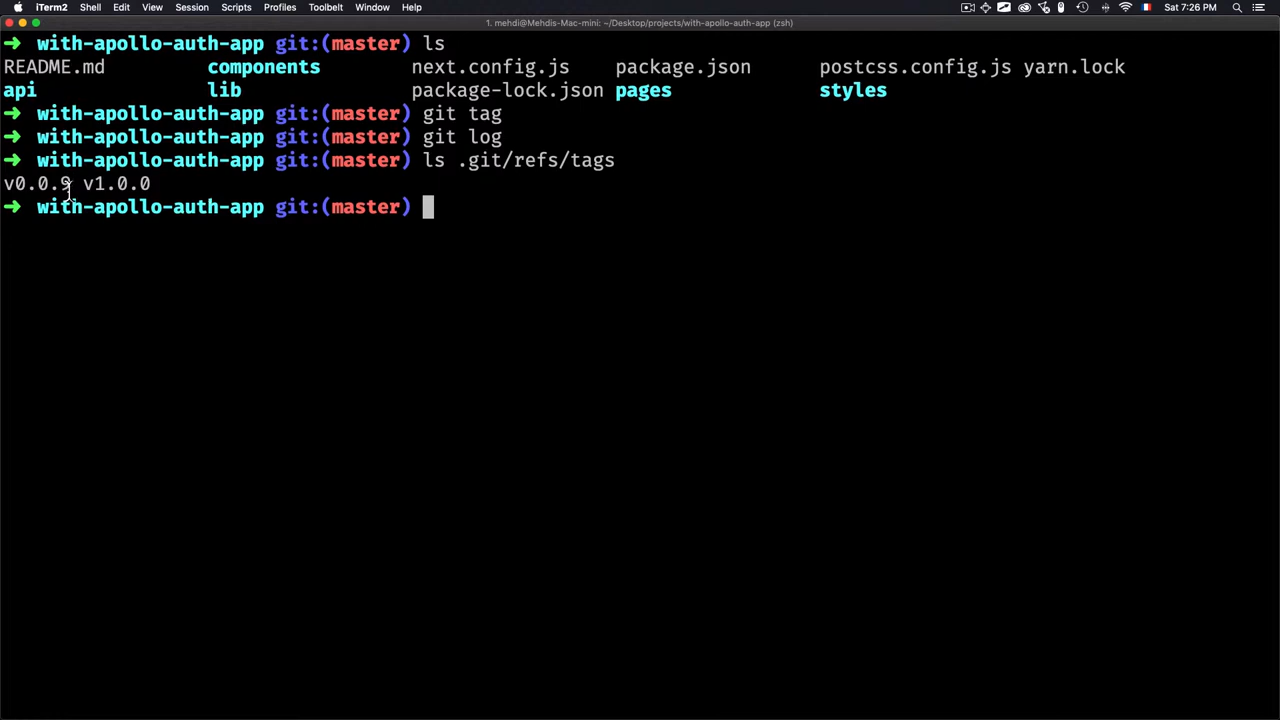 iTerm2 Shell Edit View Session Scripts Profiles Toolbelt Window Help Sat 7:26 PM
1. mehdi@Mehdis-Mac-mini: ~/Desktop/projects/with-apollo-auth-app (zsh)
➜ with-apollo-auth-app git:(master) ls
README.md components next.config.js package.json postcss.config.js yarn.lock
api lib package-lock.json pages styles
➜ with-apollo-auth-app git:(master) git tag
➜ with-apollo-auth-app git:(master) git log
➜ with-apollo-auth-app git:(master) ls .git/refs/tags
v0.0.9 v1.0.0
➜ with-apollo-auth-app git:(master)